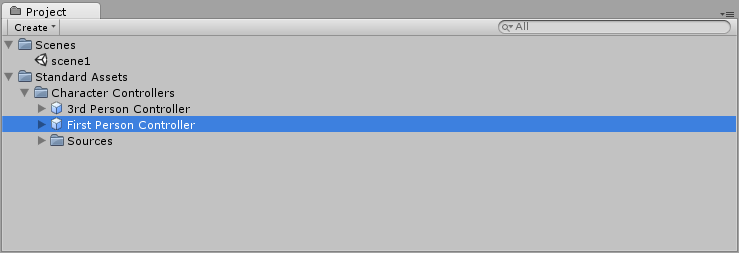 Project
Create All
Scenes
scene1
Standard Assets
Character Controllers
3rd Person Controller
First Person Controller
Sources